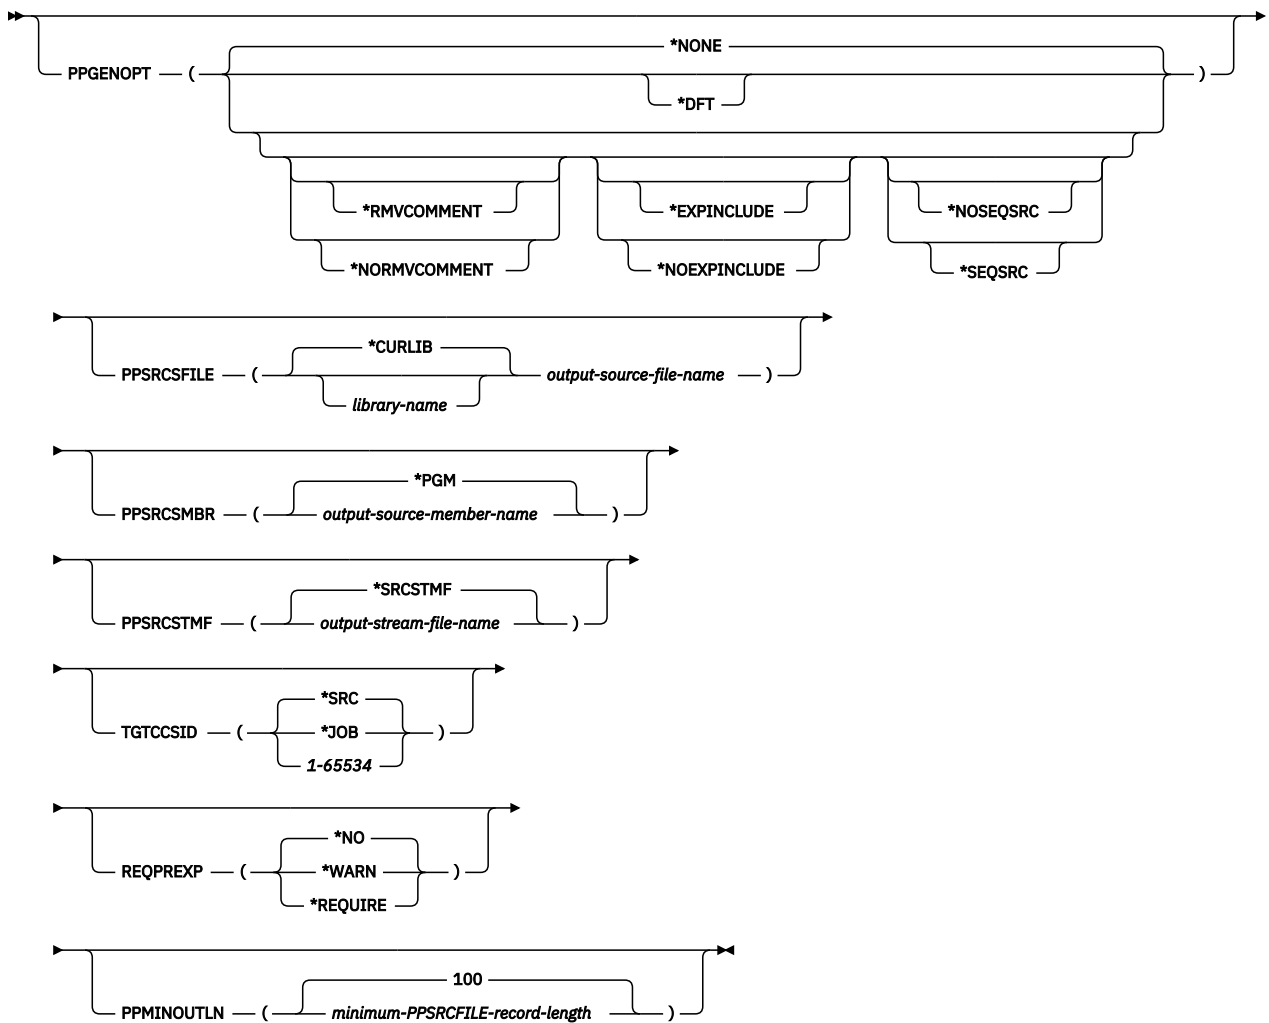 *NONE
PPGENOPT ( )
*DFT
*RMVCOMMENT *EXPINCLUDE *NOSEQSRC
*NORMVCOMMENT *NOEXPINCLUDE *SEQSRC
*CURLIB
PPSRCSFILE ( output-source-file-name )
library-name
*PGM
PPSRCSMBR ( output-source-member-name )
*SRCSTMF
PPSRCSTMF ( output-stream-file-name )
*SRC
TGTCCSID ( *JOB )
1-65534
*NO
REQPREXP ( *WARN )
*REQUIRE
100
PPMINOUTLN ( minimum-PPSRCFILE-record-length )